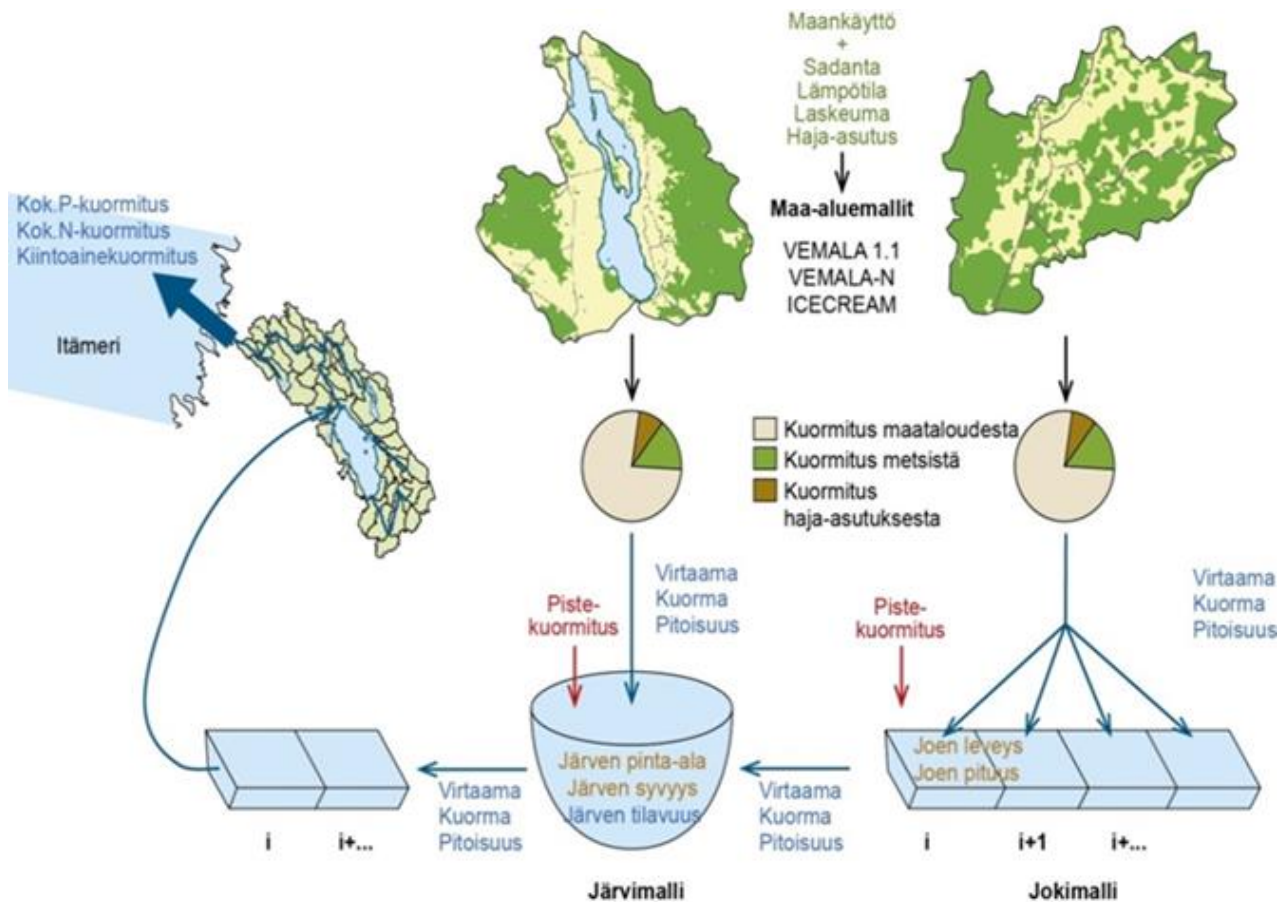 Maankäyttö
+
Sadanta
Lämpötila
Laskeuma
Haja-asutus
Maa-aluemallit
VEMALA 1.1
VEMALA-N
ICECREAM
Kok.P-kuormitus
Kok.N-kuormitus
Kiintoainekuormitus
Itämeri
Kuormitus maataloudesta
Kuormitus metsistä
Kuormitus
haja-asutuksesta
Piste-
kuormitus
Virtaama
Kuorma
Pitoisuus
Piste-
kuormitus
Virtaama
Kuorma
Pitoisuus
Joen leveys
Joen pituus
Järven pinta-ala
Järven syvyys
Järven tilavuus
Virtaama
Kuorma
Pitoisuus
Virtaama
Kuorma
Pitoisuus
i i+...
i i+1 i+...
Järvimalli
Jokimalli